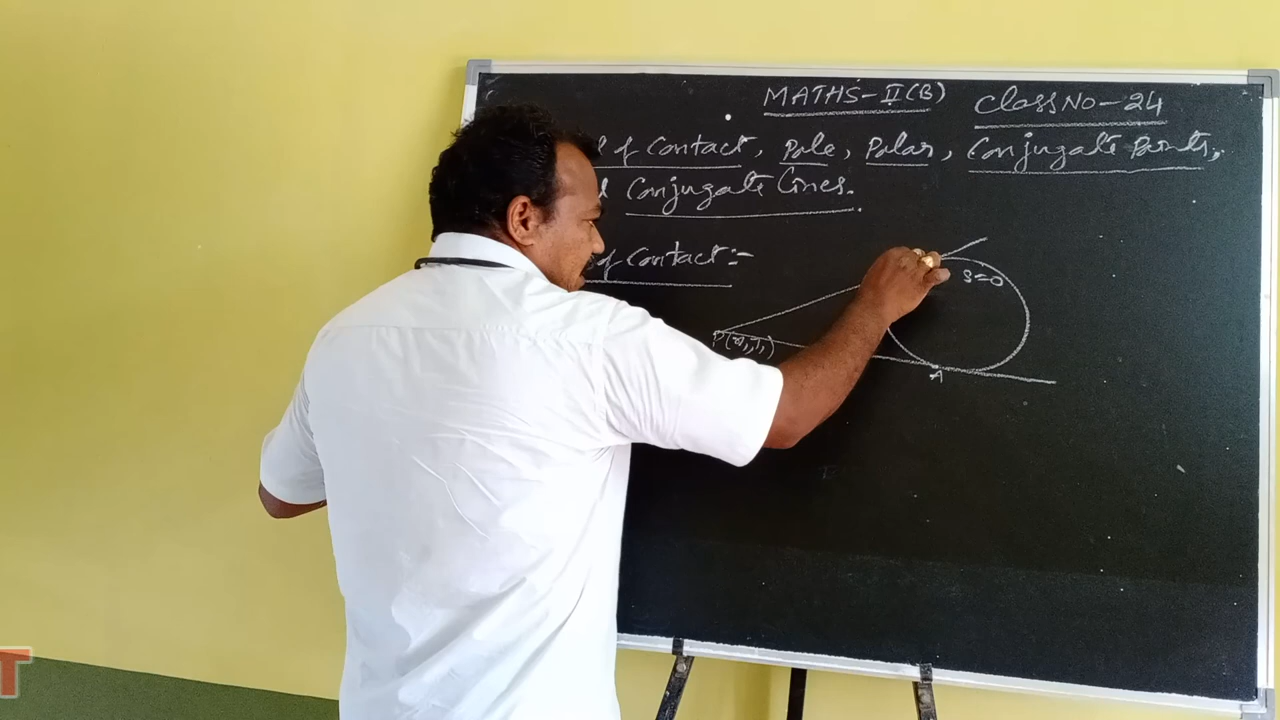 MATHS-II(B) Class No-24
of Contact, Pole, Polar, Conjugate Points,
Conjugate Lines.
of Contact:-
S=0
P(x₁,y₁)
A
T